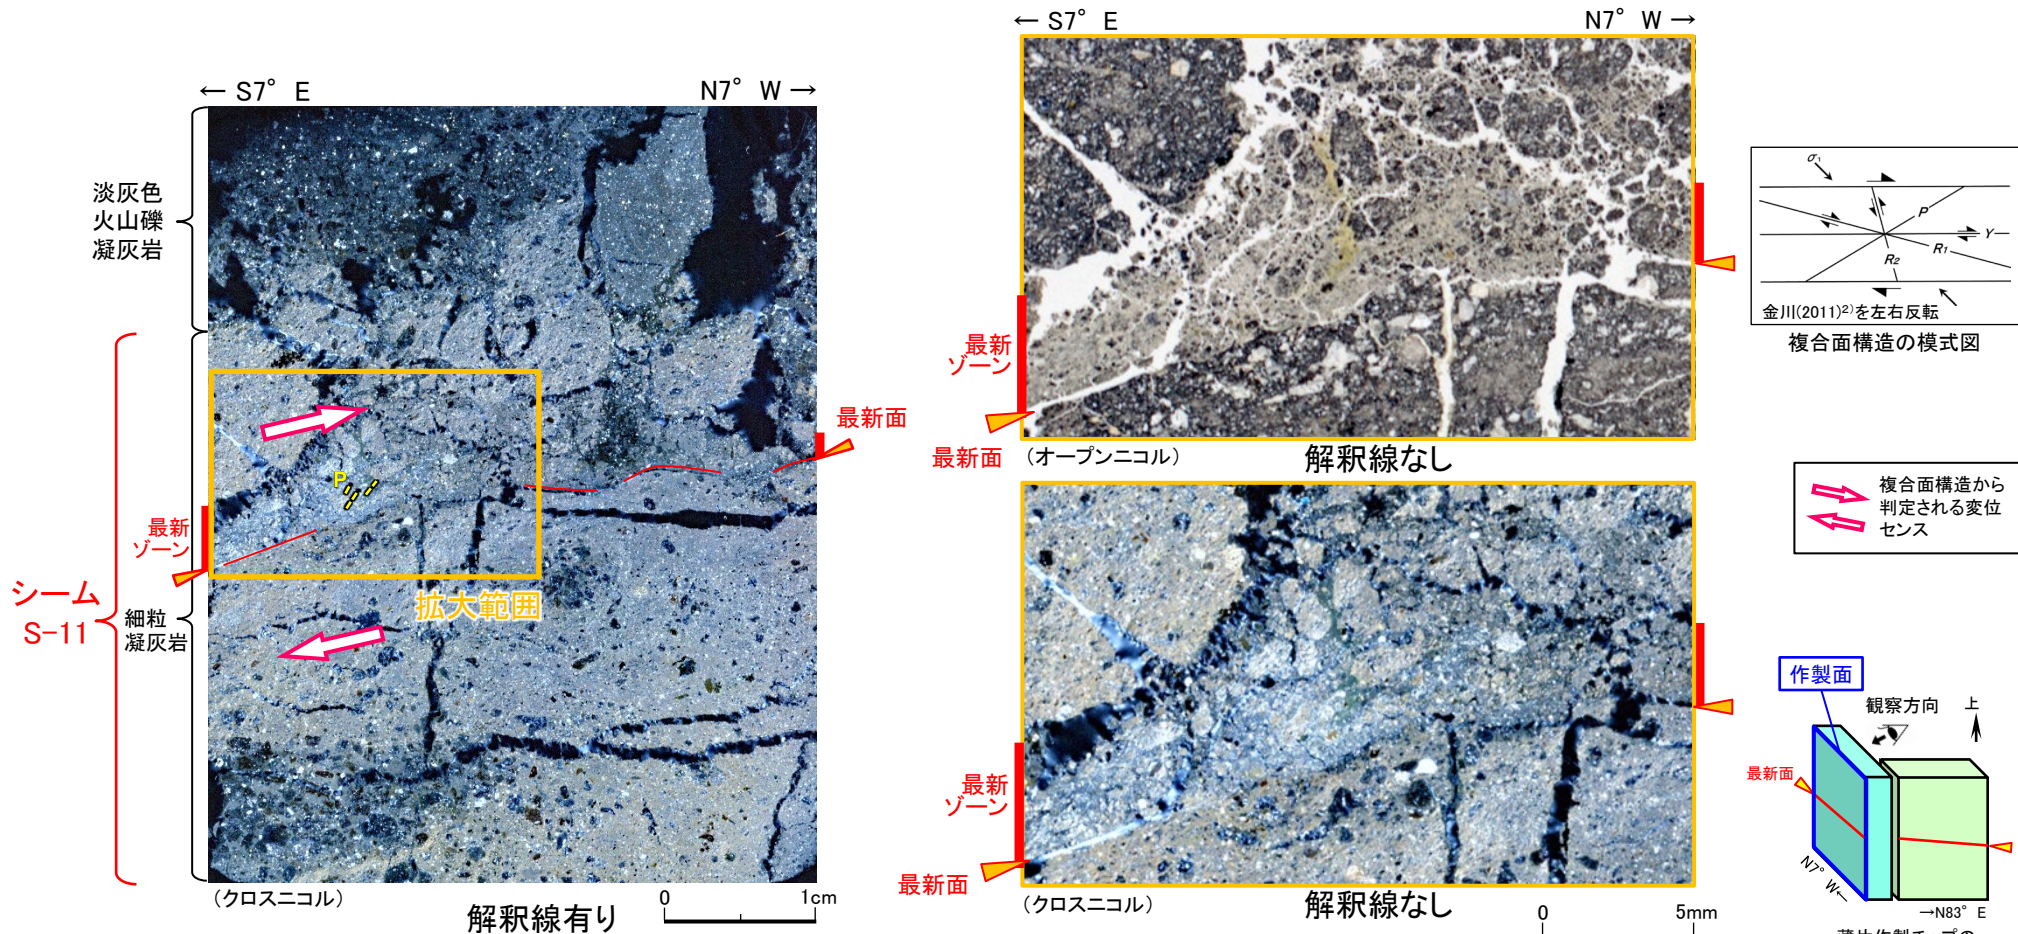 ← S7° E
N7° W →
淡灰色
火山礫
凝灰岩
シーム
S-11
細粒
凝灰岩
最新
ゾーン
P
最新面
拡大範囲
(クロスニコル)
解釈線有り
0
1cm
← S7° E
N7° W →
最新
ゾーン
最新面
(オープンニコル)
解釈線なし
最新
ゾーン
最新面
(クロスニコル)
解釈線なし
0
5mm
σ1
P
Y
R1
R2
金川(2011)2)を左右反転
複合面構造の模式図
複合面構造から
判定される変位
センス
作製面
観察方向
上
最新面
N7° W←
→N83° E